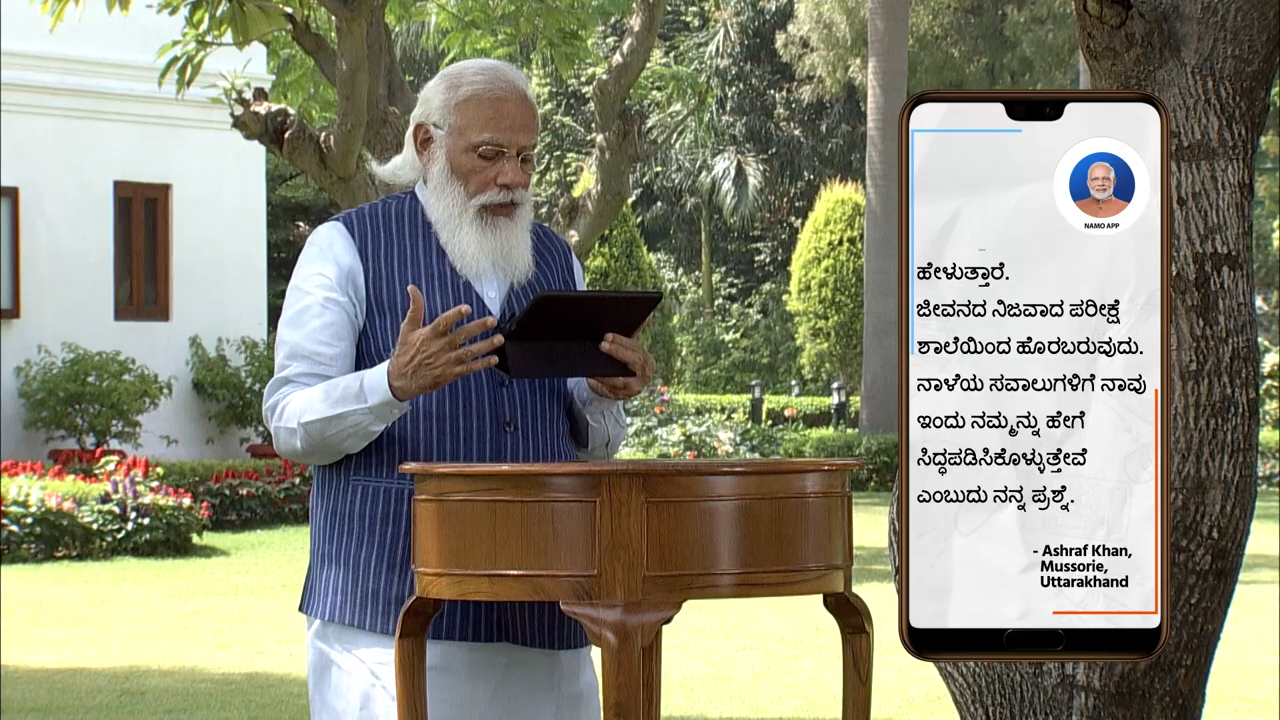 NAMO APP
ಹೇಳುತ್ತಾರೆ.
ಜೀವನದ ನಿಜವಾದ ಪರೀಕ್ಷೆ
ಶಾಲೆಯಿಂದ ಹೊರಬರುವುದು.
ನಾಳೆಯ ಸವಾಲುಗಳಿಗೆ ನಾವು
ಇಂದು ನಮ್ಮನ್ನು ಹೇಗೆ
ಸಿದ್ಧಪಡಿಸಿಕೊಳ್ಳುತ್ತೇವೆ
ಎಂಬುದು ನನ್ನ ಪ್ರಶ್ನೆ.
- Ashraf Khan,
Mussorie,
Uttarakhand